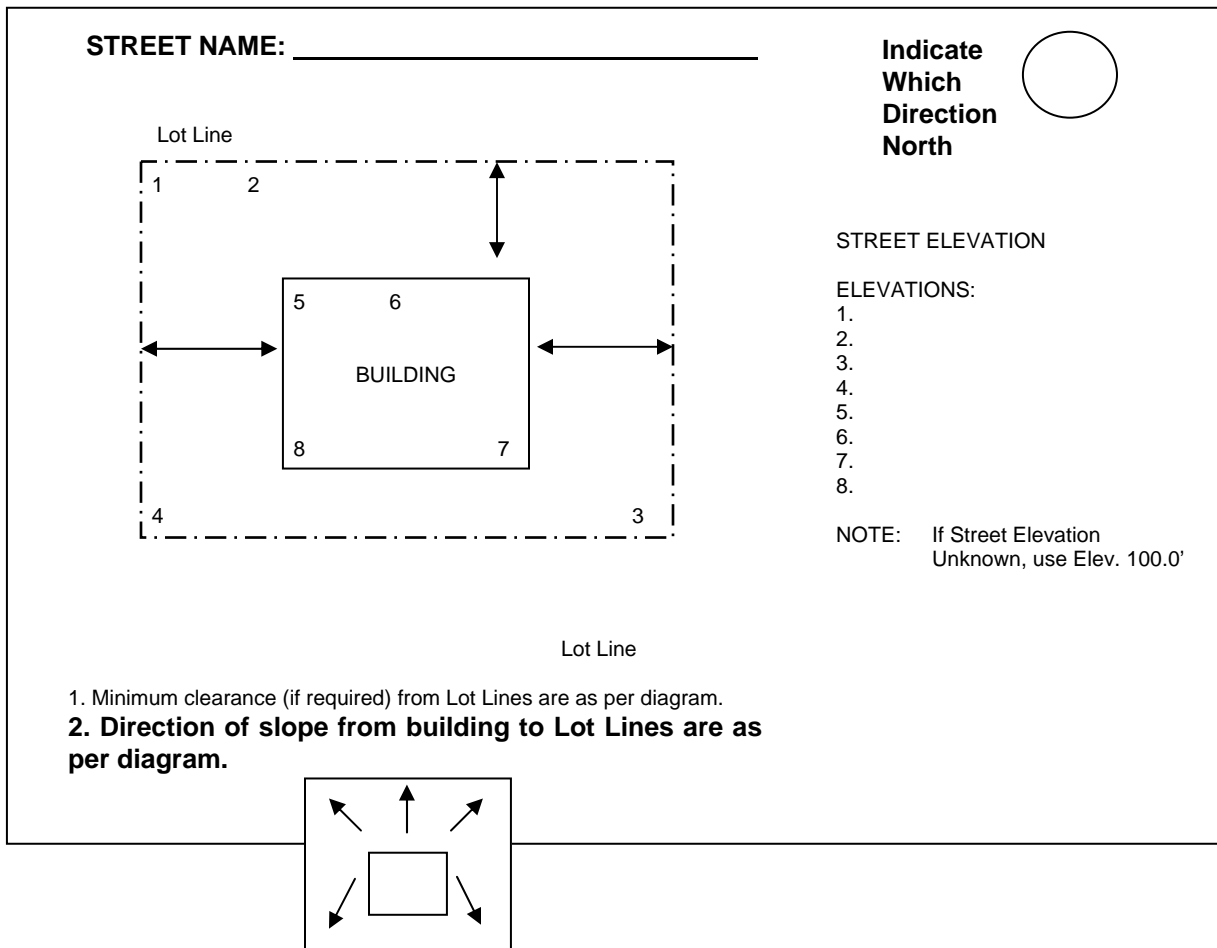 STREET NAME:
Indicate
Which
Direction
North
Lot Line
1 2
5 6
BUILDING
8 7
4 3
STREET ELEVATION
ELEVATIONS:
1.
2.
3.
4.
5.
6.
7.
8.
NOTE: If Street Elevation
Unknown, use Elev. 100.0’
Lot Line
1. Minimum clearance (if required) from Lot Lines are as per diagram.
2. Direction of slope from building to Lot Lines are as
per diagram.